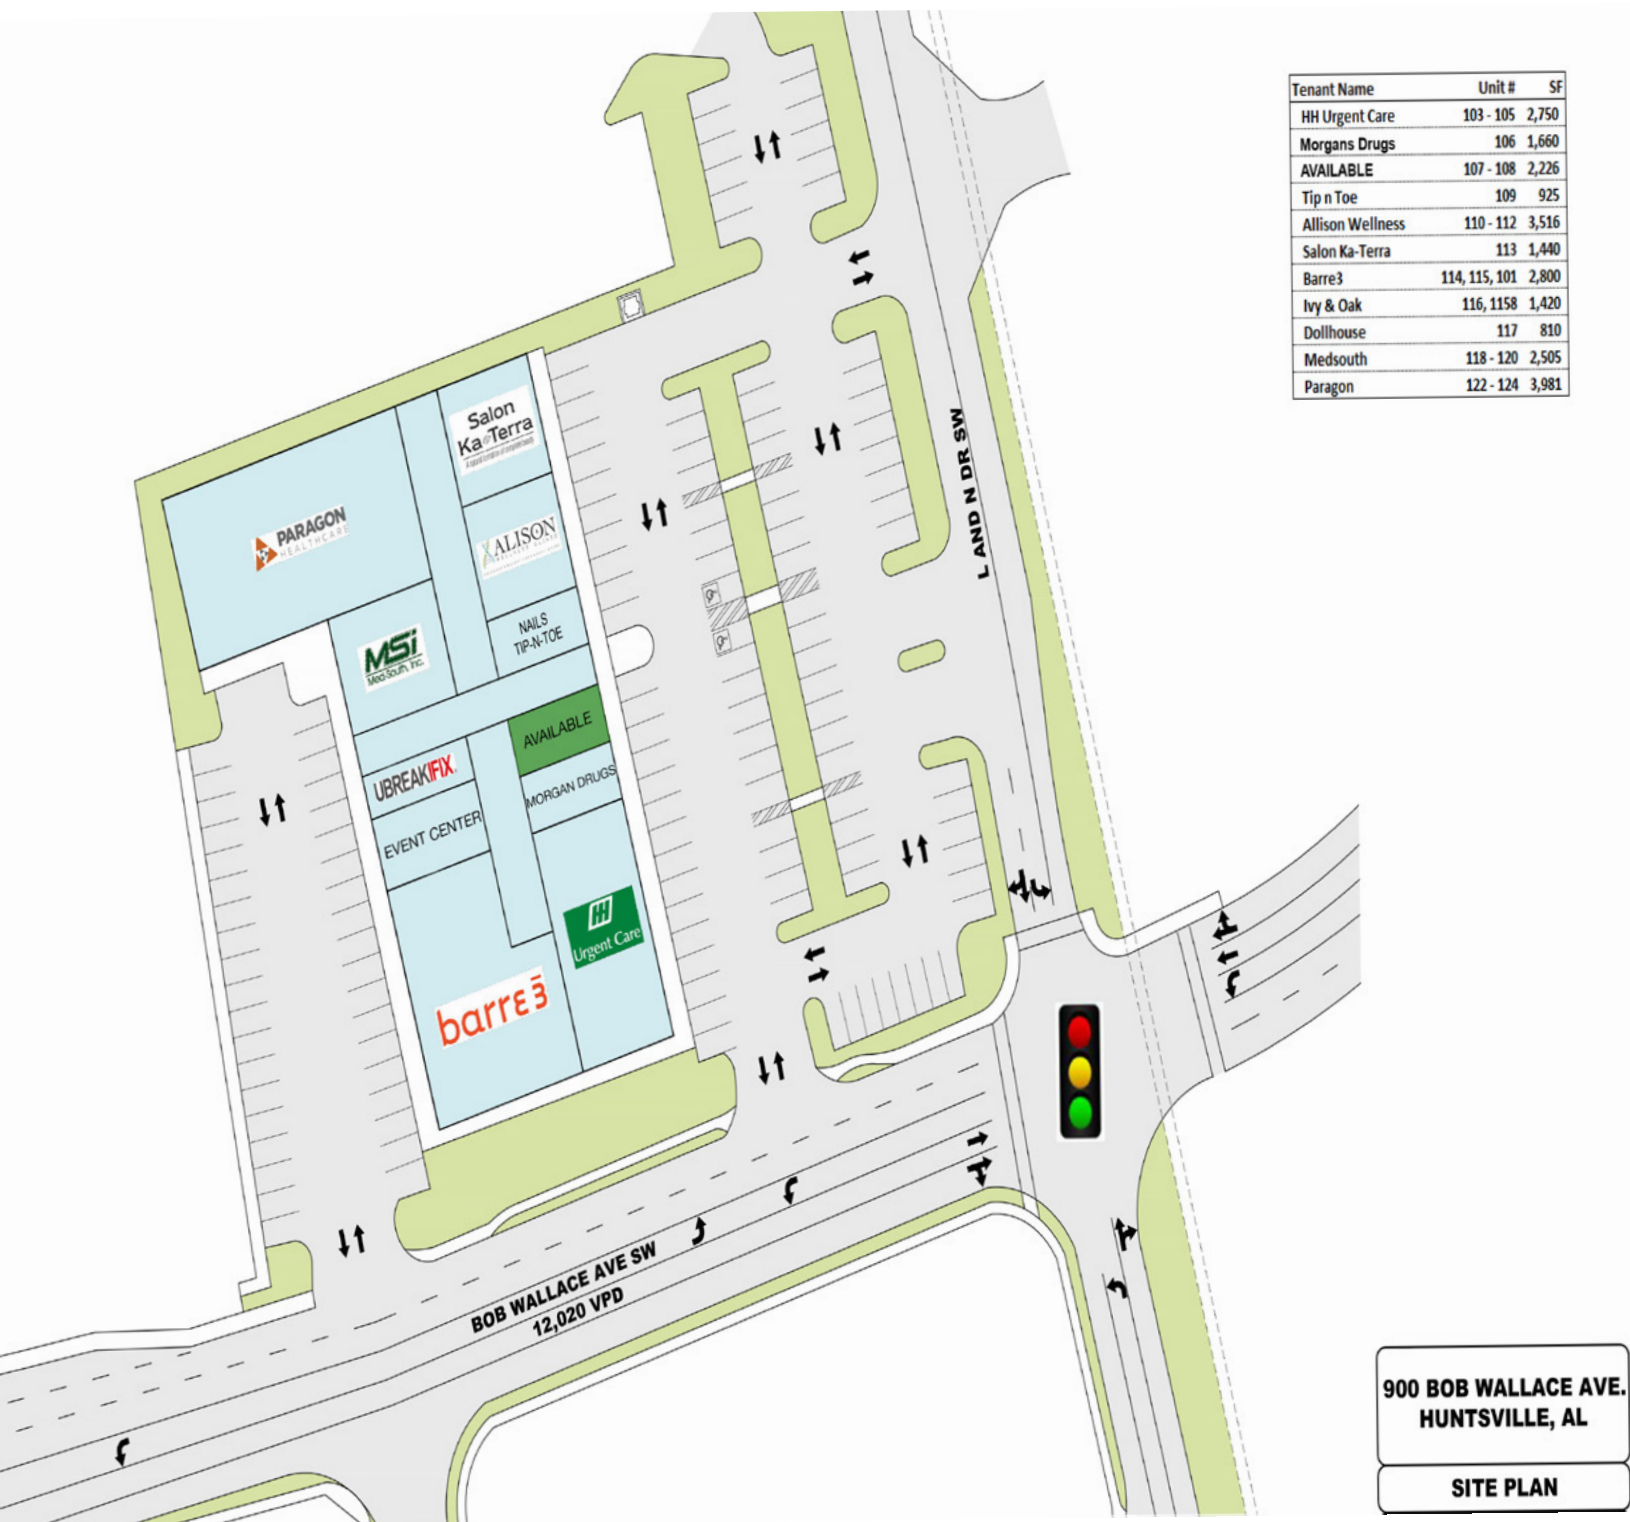 Tenant Name Unit # SF
HH Urgent Care 103 - 105 2,750
Morgans Drugs 106 1,660
AVAILABLE 107 - 108 2,226
Tip n Toe 109 925
Allison Wellness 110 - 112 3,516
Salon Ka-Terra 113 1,440
Barre3 114, 115, 101 2,800
Ivy & Oak 116, 1158 1,420
Dollhouse 117 810
Medsouth 118 - 120 2,505
Paragon 122 - 124 3,981
Salon
Ka Terra
PARAGON
HEALTHCARE
ALISON
NAILS
TIP-N-TOE
MSi
Med-South, Inc.
AVAILABLE
UBREAKIFIX
MORGAN DRUGS
EVENT CENTER
HH
Urgent Care
barre3
L AND N DR SW
BOB WALLACE AVE SW
12,020 VPD
900 BOB WALLACE AVE.
HUNTSVILLE, AL
SITE PLAN